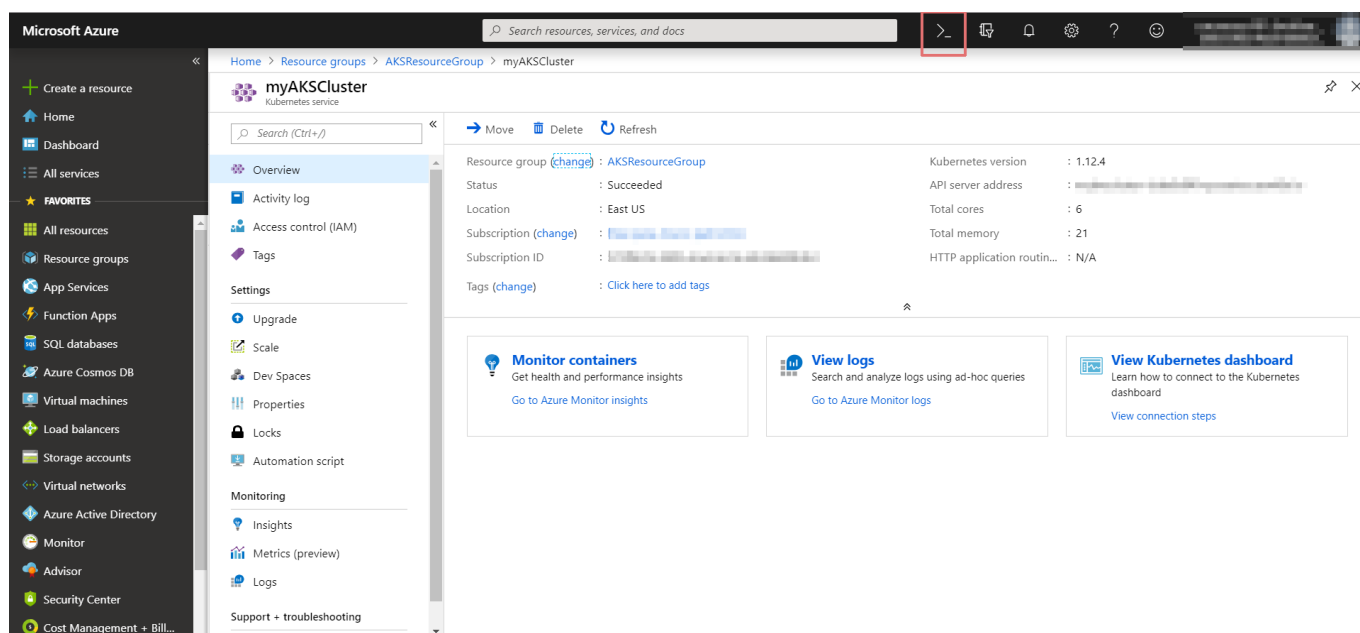 Microsoft Azure
Search resources, services, and docs
Home > Resource groups > AKSResourceGroup > myAKSCluster
Create a resource
Home
Dashboard
All services
FAVORITES
All resources
Resource groups
App Services
Function Apps
SQL databases
Azure Cosmos DB
Virtual machines
Load balancers
Storage accounts
Virtual networks
Azure Active Directory
Monitor
Advisor
Security Center
Cost Management + Bill...
myAKSCluster
Kubernetes service
Search (Ctrl+/)
Overview
Activity log
Access control (IAM)
Tags
Settings
Upgrade
Scale
Dev Spaces
Properties
Locks
Automation script
Monitoring
Insights
Metrics (preview)
Logs
Support + troubleshooting
Move Delete Refresh
Resource group (change) : AKSResourceGroup
Status : Succeeded
Location : East US
Subscription (change) :
Subscription ID :
Tags (change) : Click here to add tags
Kubernetes version : 1.12.4
API server address :
Total cores : 6
Total memory : 21
HTTP application routin... : N/A
Monitor containers
Get health and performance insights
Go to Azure Monitor insights
View logs
Search and analyze logs using ad-hoc queries
Go to Azure Monitor logs
View Kubernetes dashboard
Learn how to connect to the Kubernetes
dashboard
View connection steps